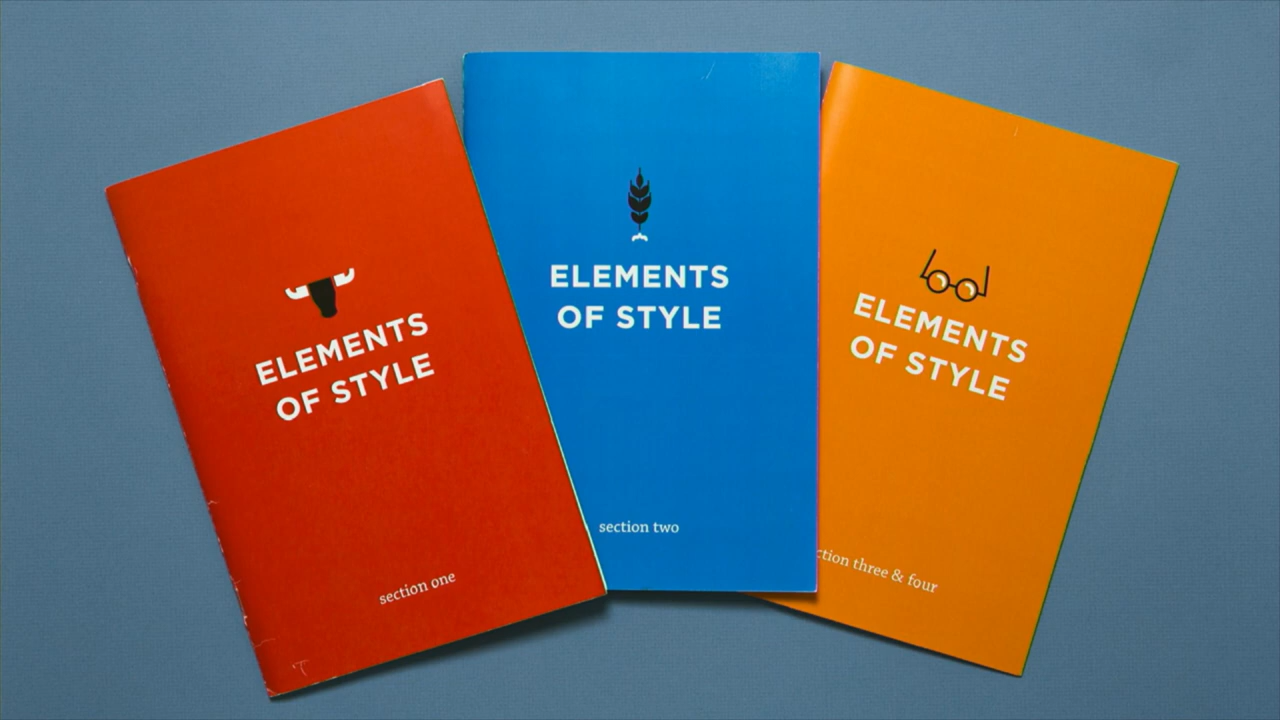 ELEMENTS
OF STYLE
section one
ELEMENTS
OF STYLE
section two
ELEMENTS
OF STYLE
ction three & four